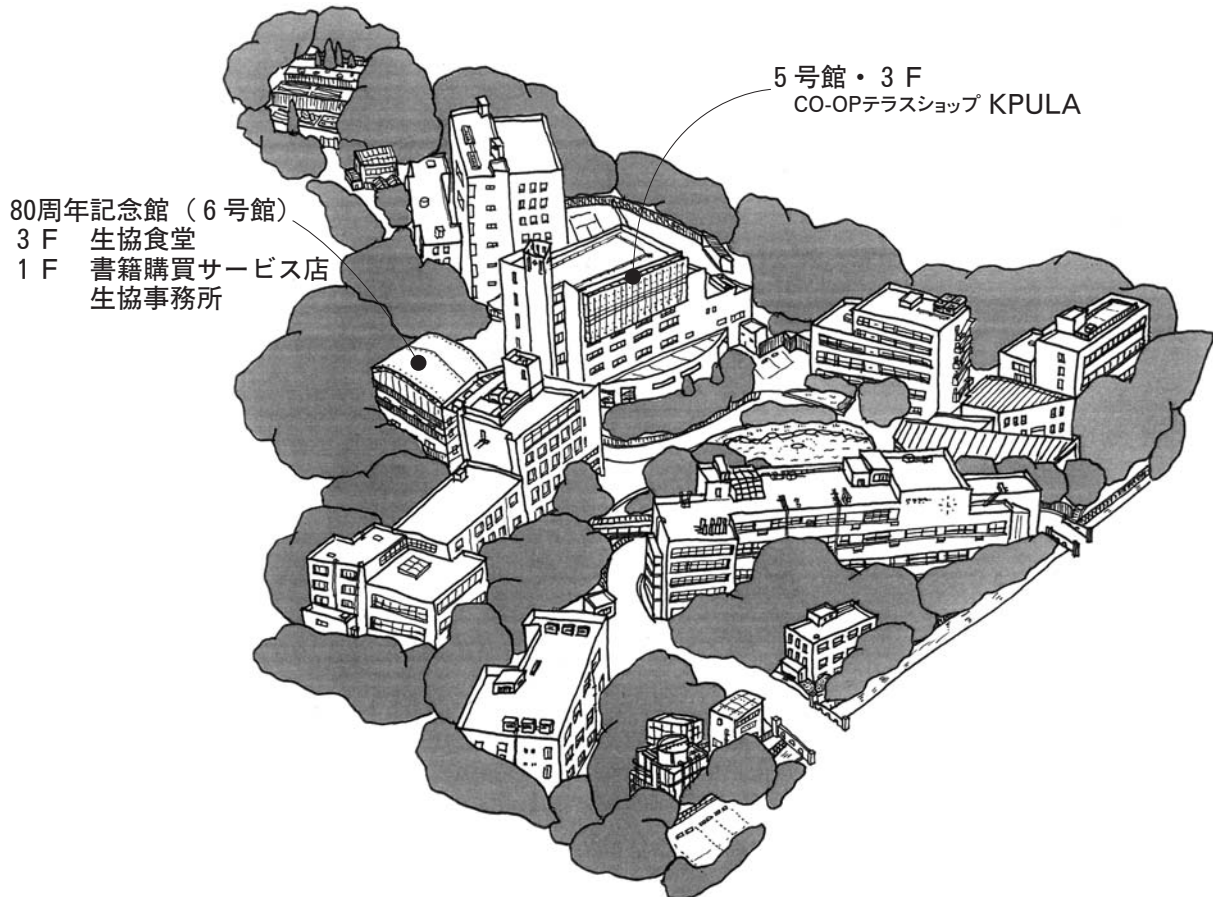 5号館・3F
CO-OPテラスショップ KPULA
80周年記念館（6号館）
3F 生協食堂
1F 書籍購買サービス店
生協事務所